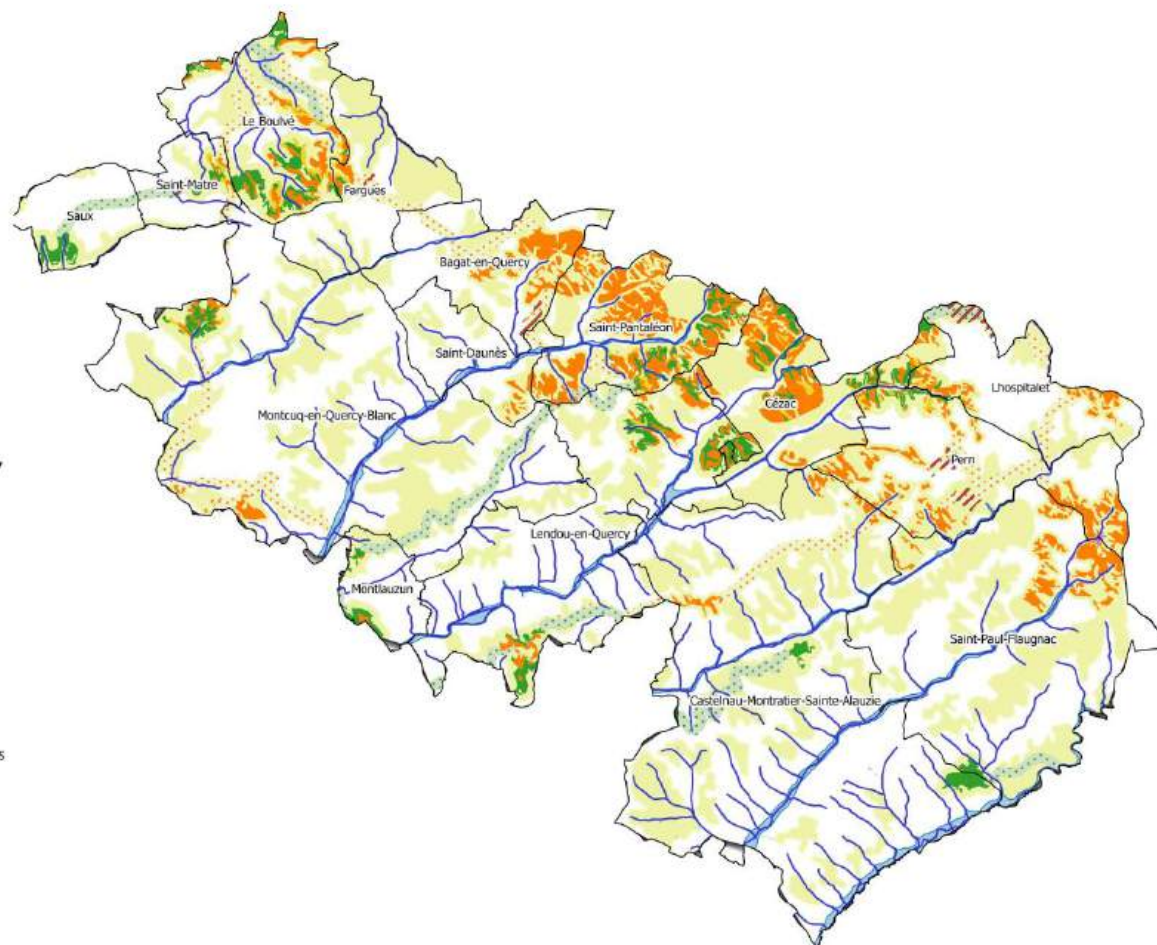 Le Boulvé
Saint-Matre
Fargues
Saux
Bagat-en-Quercy
Saint-Pantaléon
Saint-Daunès
Lhospitalet
Cézac
Montcuq-en-Quercy-Blanc
Pern
Lendou-en-Quercy
Montlauzun
Saint-Paul-Flaugnac
Castelnau-Montratier-Sainte-Alauzie